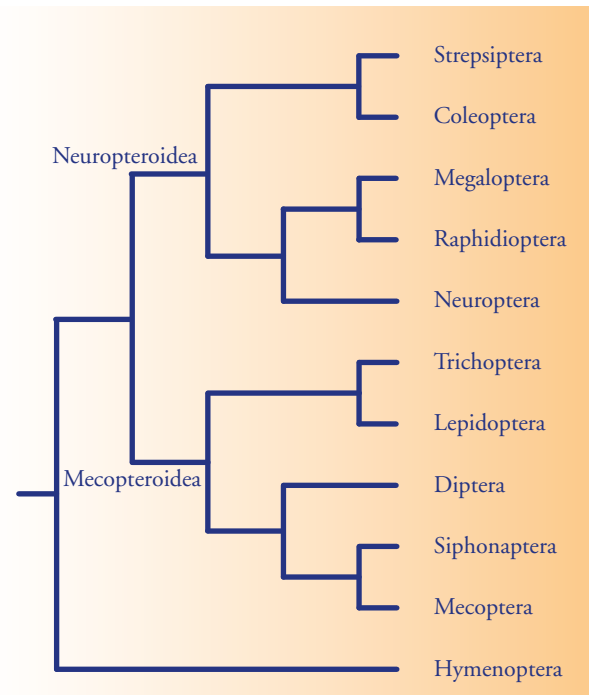 Strepsiptera
Coleoptera
Neuropteroidea
Megaloptera
Raphidioptera
Neuroptera
Trichoptera
Lepidoptera
Mecopteroidea
Diptera
Siphonaptera
Mecoptera
Hymenoptera